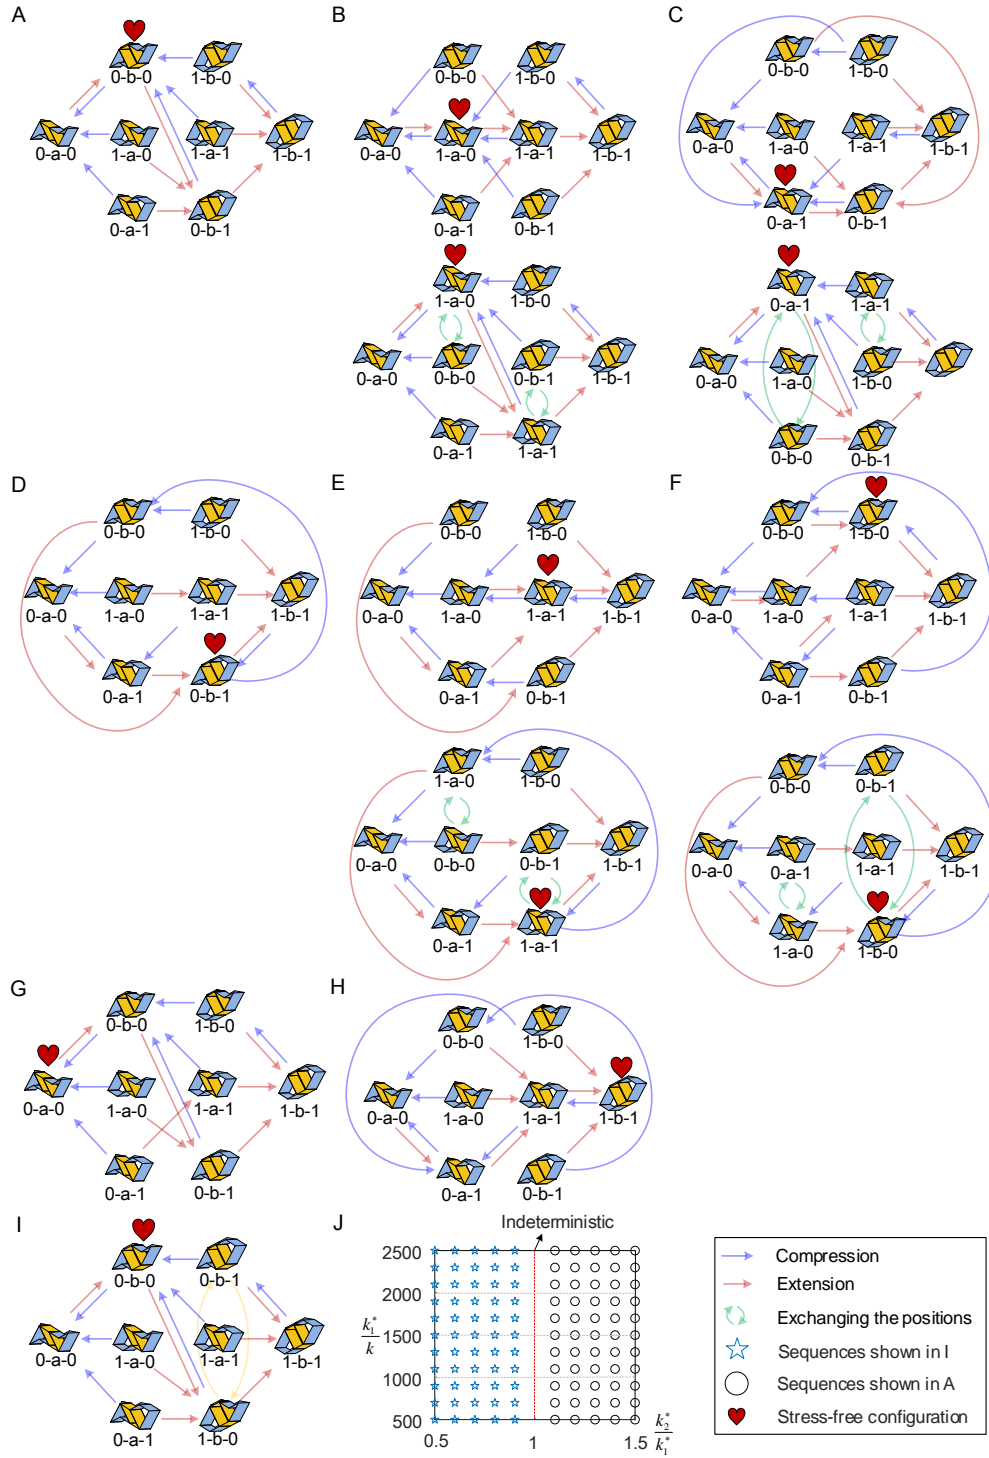 A
B
C
0-b-0
1-b-0
0-a-0
1-a-0
1-a-1
1-b-1
0-a-1
0-b-1
0-b-0
1-b-0
0-a-0
1-a-0
1-a-1
1-b-1
0-a-1
0-b-1
0-b-0
1-b-0
0-a-0
1-a-0
1-a-1
1-b-1
0-a-1
0-b-1
1-a-0
1-b-0
0-a-0
0-b-0
0-b-1
1-b-1
0-a-1
1-a-1
0-a-1
1-a-1
0-a-0
1-a-0
1-b-0
1-b-1
0-b-0
0-b-1
D
E
F
0-b-0
1-b-0
0-a-0
1-a-0
1-a-1
1-b-1
0-a-1
0-b-1
0-b-0
1-b-0
0-a-0
1-a-0
1-a-1
1-b-1
0-a-1
0-b-1
0-b-0
1-b-0
0-a-0
1-a-0
1-a-1
1-b-1
0-a-1
0-b-1
1-a-0
1-b-0
0-a-0
0-b-0
0-b-1
1-b-1
0-a-1
1-a-1
0-b-0
0-b-1
0-a-0
0-a-1
1-a-1
1-b-1
1-a-0
1-b-0
G
H
0-b-0
1-b-0
0-a-0
1-a-0
1-a-1
1-b-1
0-a-1
0-b-1
0-b-0
1-b-0
0-a-0
1-a-0
1-a-1
1-b-1
0-a-1
0-b-1
I
J
0-b-0
0-b-1
0-a-0
1-a-0
1-a-1
1-b-1
0-a-1
1-b-0
Indeterministic
2500
2000
1500
1000
500
k₁*/k
0.5
1
1.5
k₂*/k₁*
Compression
Extension
Exchanging the positions
Sequences shown in I
Sequences shown in A
Stress-free configuration